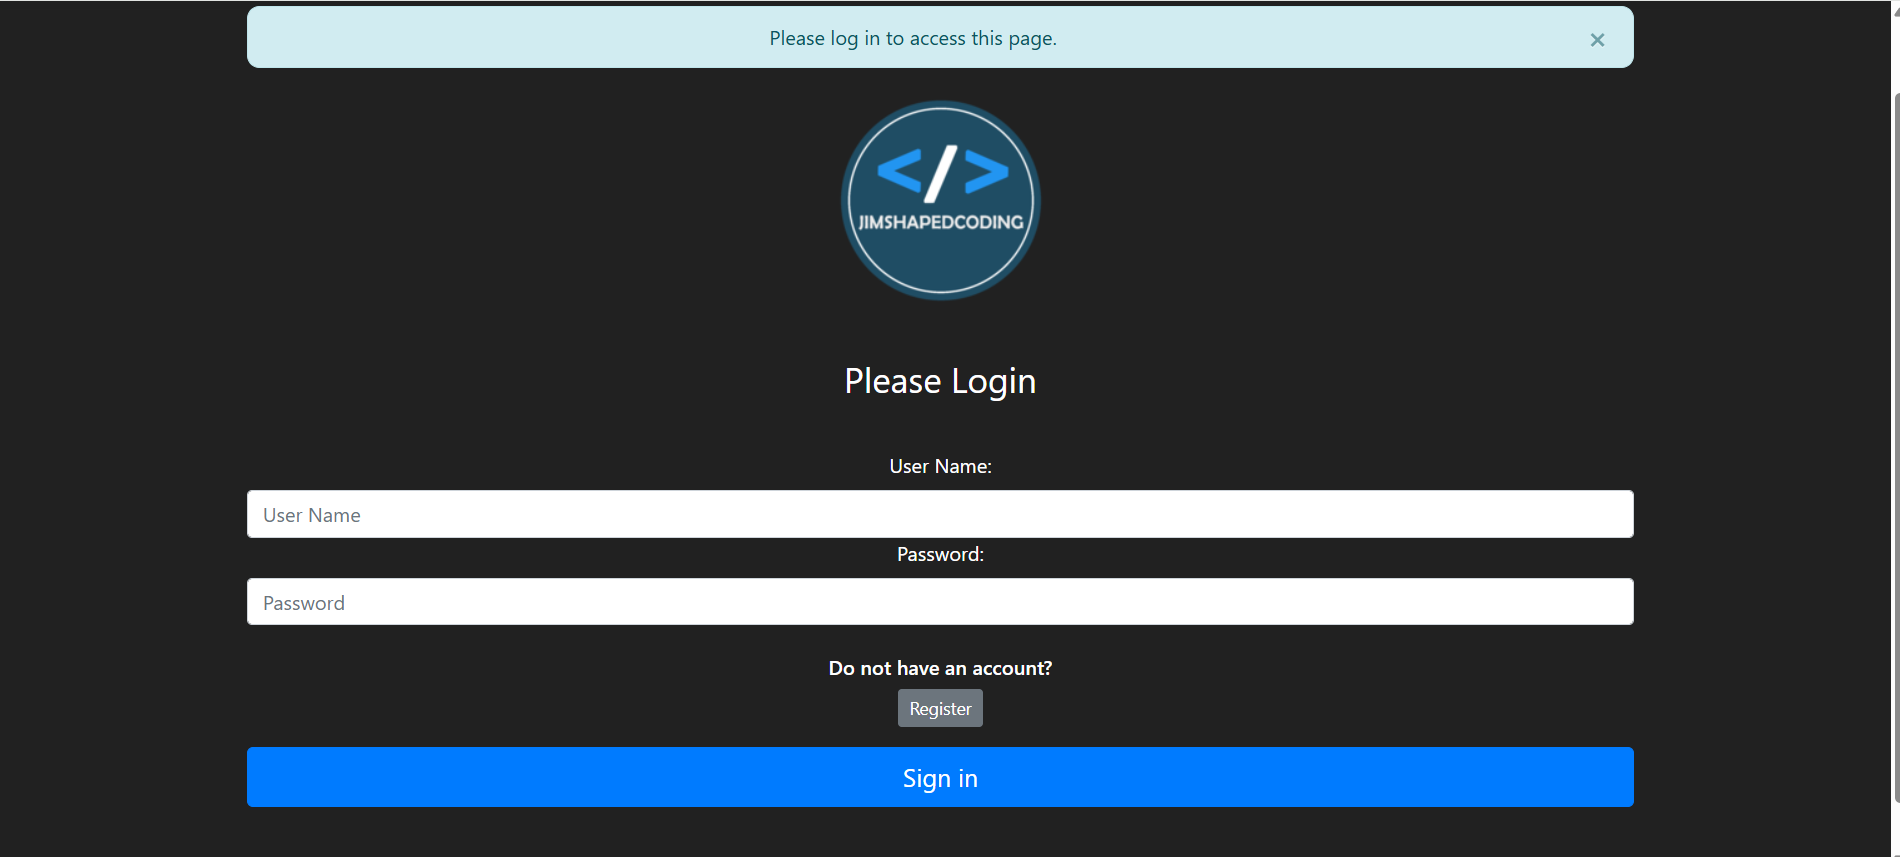 Please log in to access this page.
×
</>
JIMSHAPEDCODING
Please Login
User Name:
User Name
Password:
Password
Do not have an account?
Register
Sign in